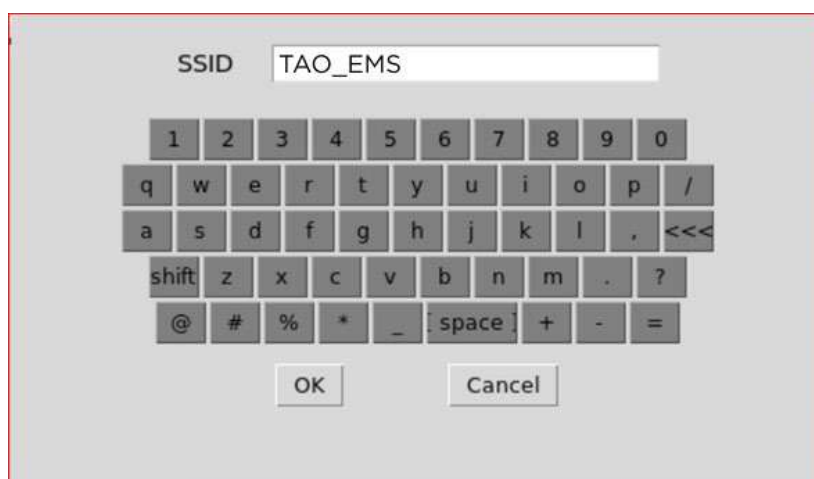 SSID TAO_EMS
1 2 3 4 5 6 7 8 9 0
q w e r t y u i o p /
a s d f g h j k l , <<<
shift z x c v b n m . ?
@ # % * _ [ space ] + - =
OK Cancel